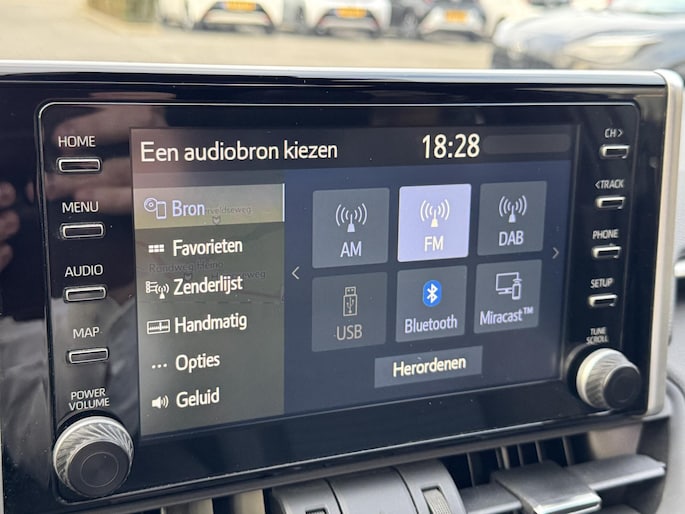 HOME
MENU
AUDIO
MAP
POWER
VOLUME
Een audiobron kiezen 18:28
Bron
Favorieten
Zenderlijst
Handmatig
Opties
Geluid
AM
FM
DAB
USB
Bluetooth
Miracast™
Herordenen
CH >
< TRACK
PHONE
SETUP
TUNE
SCROLL